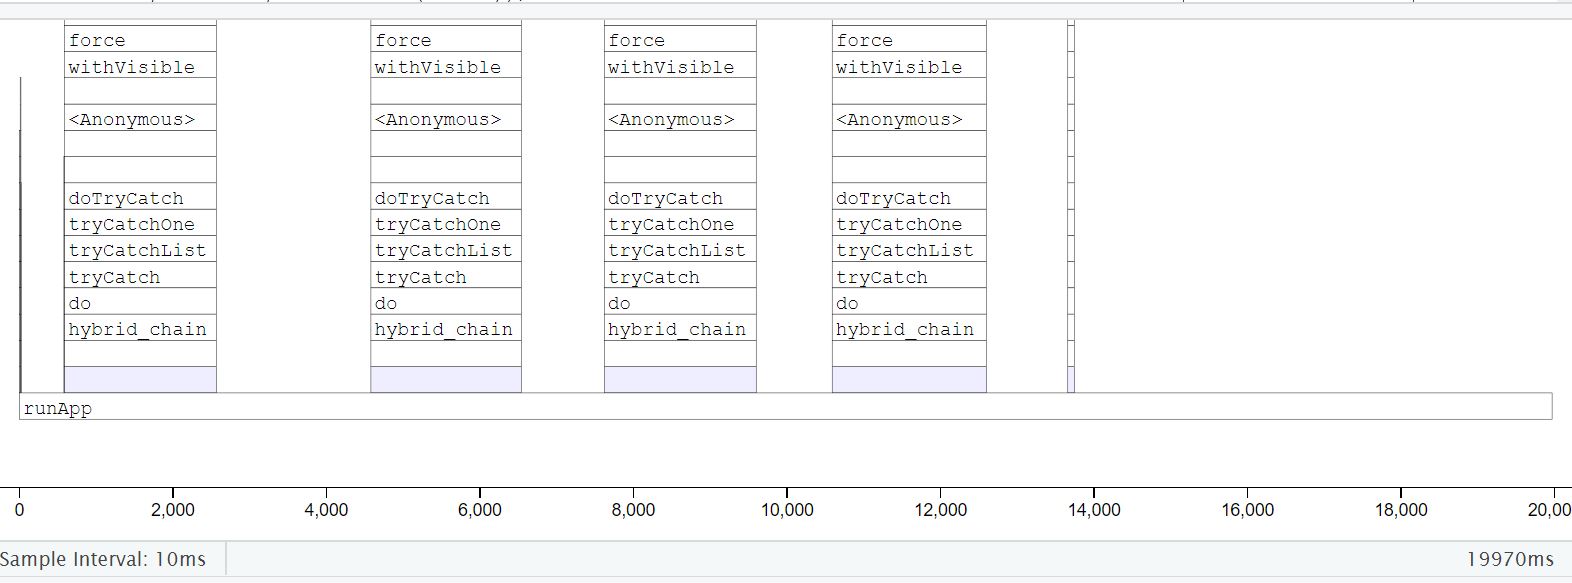 force force force force
withVisible withVisible withVisible withVisible
<Anonymous> <Anonymous> <Anonymous> <Anonymous>
doTryCatch doTryCatch doTryCatch doTryCatch
tryCatchOne tryCatchOne tryCatchOne tryCatchOne
tryCatchList tryCatchList tryCatchList tryCatchList
tryCatch tryCatch tryCatch tryCatch
do do do do
hybrid_chain hybrid_chain hybrid_chain hybrid_chain
runApp
0 2,000 4,000 6,000 8,000 10,000 12,000 14,000 16,000 18,000 20,00
Sample Interval: 10ms 19970ms